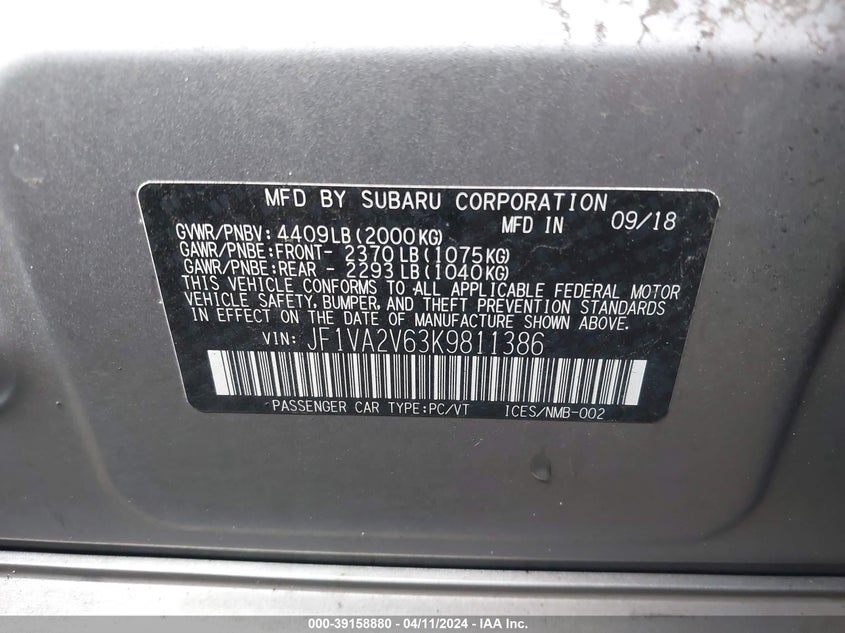 MFD BY SUBARU CORPORATION
GVWR/PNBV: 4409LB(2000KG) MFD IN 09/18
GAWR/PNBE:FRONT- 2370LB(1075KG)
GAWR/PNBE:REAR - 2293LB(1040KG)
THIS VEHICLE CONFORMS TO ALL APPLICABLE FEDERAL MOTOR
VEHICLE SAFETY, BUMPER, AND THEFT PREVENTION STANDARDS
IN EFFECT ON THE DATE OF MANUFACTURE SHOWN ABOVE.
VIN: JF1VA2V63K9811386
PASSENGER CAR TYPE:PC/VT ICES/NMB-002
000-39158880 - 04/11/2024 - IAA Inc.